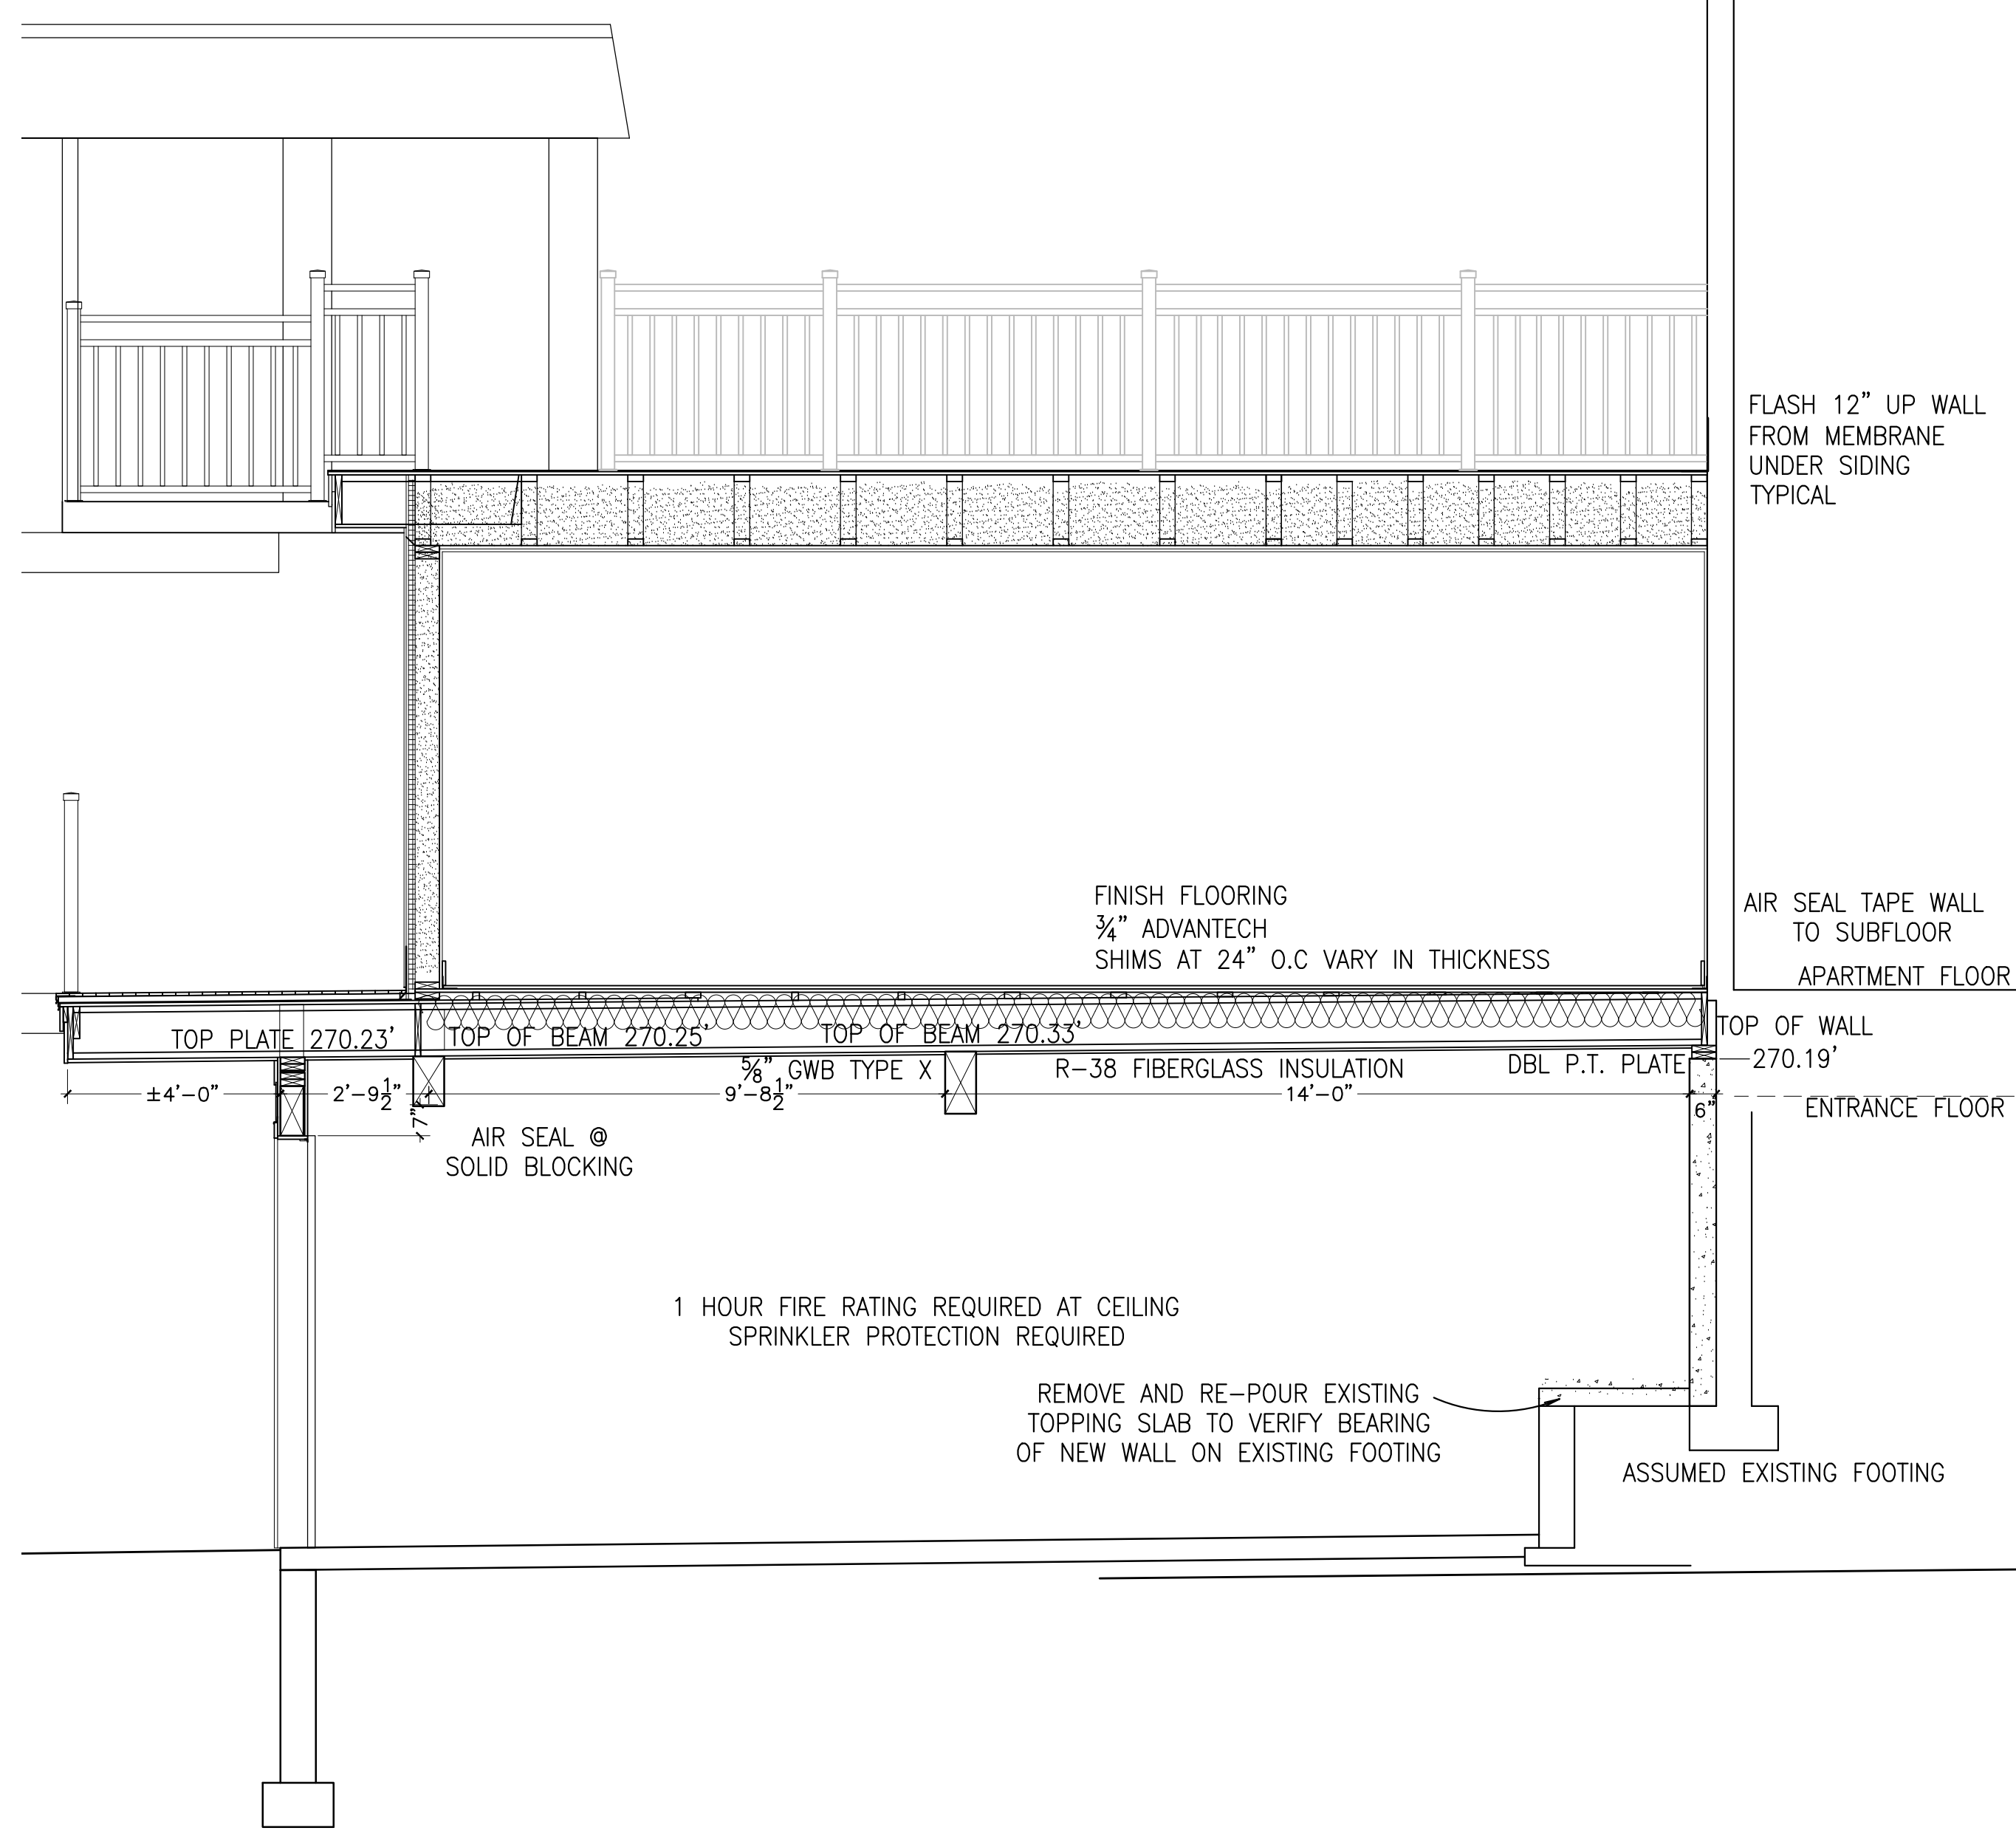 FLASH 12" UP WALL
FROM MEMBRANE
UNDER SIDING
TYPICAL
FINISH FLOORING
¾" ADVANTECH
SHIMS AT 24" O.C VARY IN THICKNESS
AIR SEAL TAPE WALL
TO SUBFLOOR
APARTMENT FLOOR
TOP PLATE 270.23'
TOP OF BEAM 270.25'
TOP OF BEAM 270.33'
TOP OF WALL
270.19'
⅝" GWB TYPE X
R-38 FIBERGLASS INSULATION
DBL P.T. PLATE
±4'-0"
2'-9½"
9'-8½"
14'-0"
6"
7"
ENTRANCE FLOOR
AIR SEAL @
SOLID BLOCKING
1 HOUR FIRE RATING REQUIRED AT CEILING
SPRINKLER PROTECTION REQUIRED
REMOVE AND RE-POUR EXISTING
TOPPING SLAB TO VERIFY BEARING
OF NEW WALL ON EXISTING FOOTING
ASSUMED EXISTING FOOTING